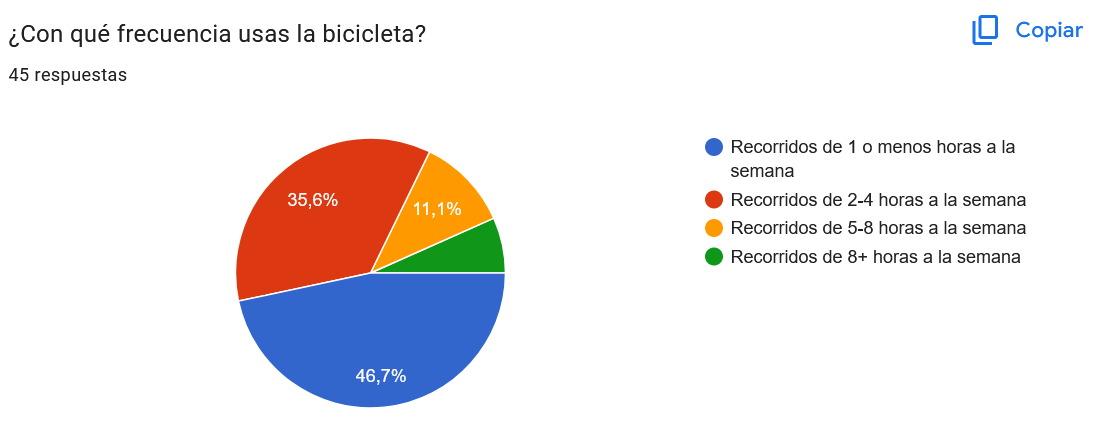 ¿Con qué frecuencia usas la bicicleta?
Copiar
45 respuestas
Recorridos de 1 o menos horas a la
semana
Recorridos de 2-4 horas a la semana
Recorridos de 5-8 horas a la semana
Recorridos de 8+ horas a la semana
35,6%
11,1%
46,7%